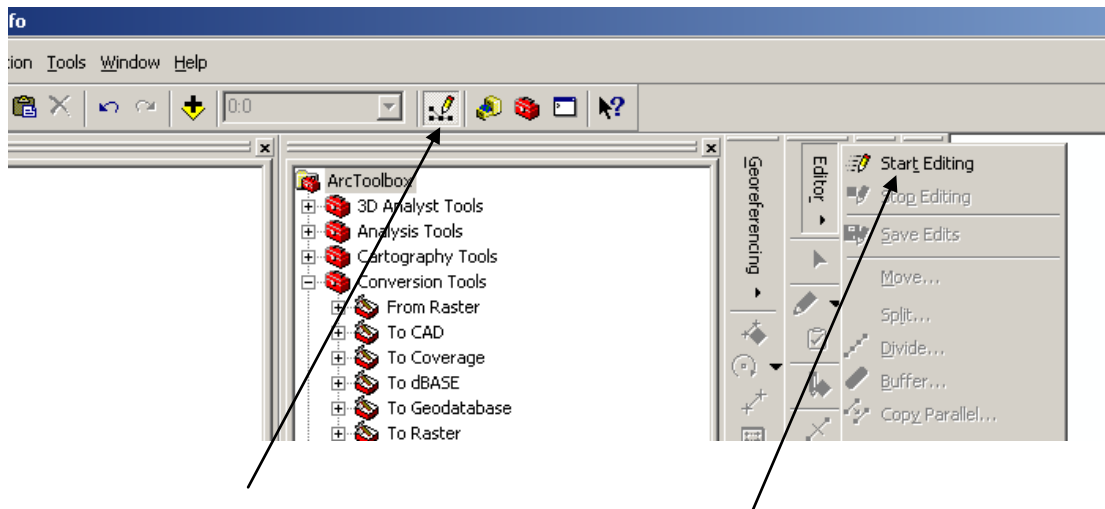 fo
tion Tools Window Help
0:0
ArcToolbox
3D Analyst Tools
Analysis Tools
Cartography Tools
Conversion Tools
From Raster
To CAD
To Coverage
To dBASE
To Geodatabase
To Raster
Georeferencing
Editor
Start Editing
Stop Editing
Save Edits
Move...
Split...
Divide...
Buffer...
Copy Parallel...